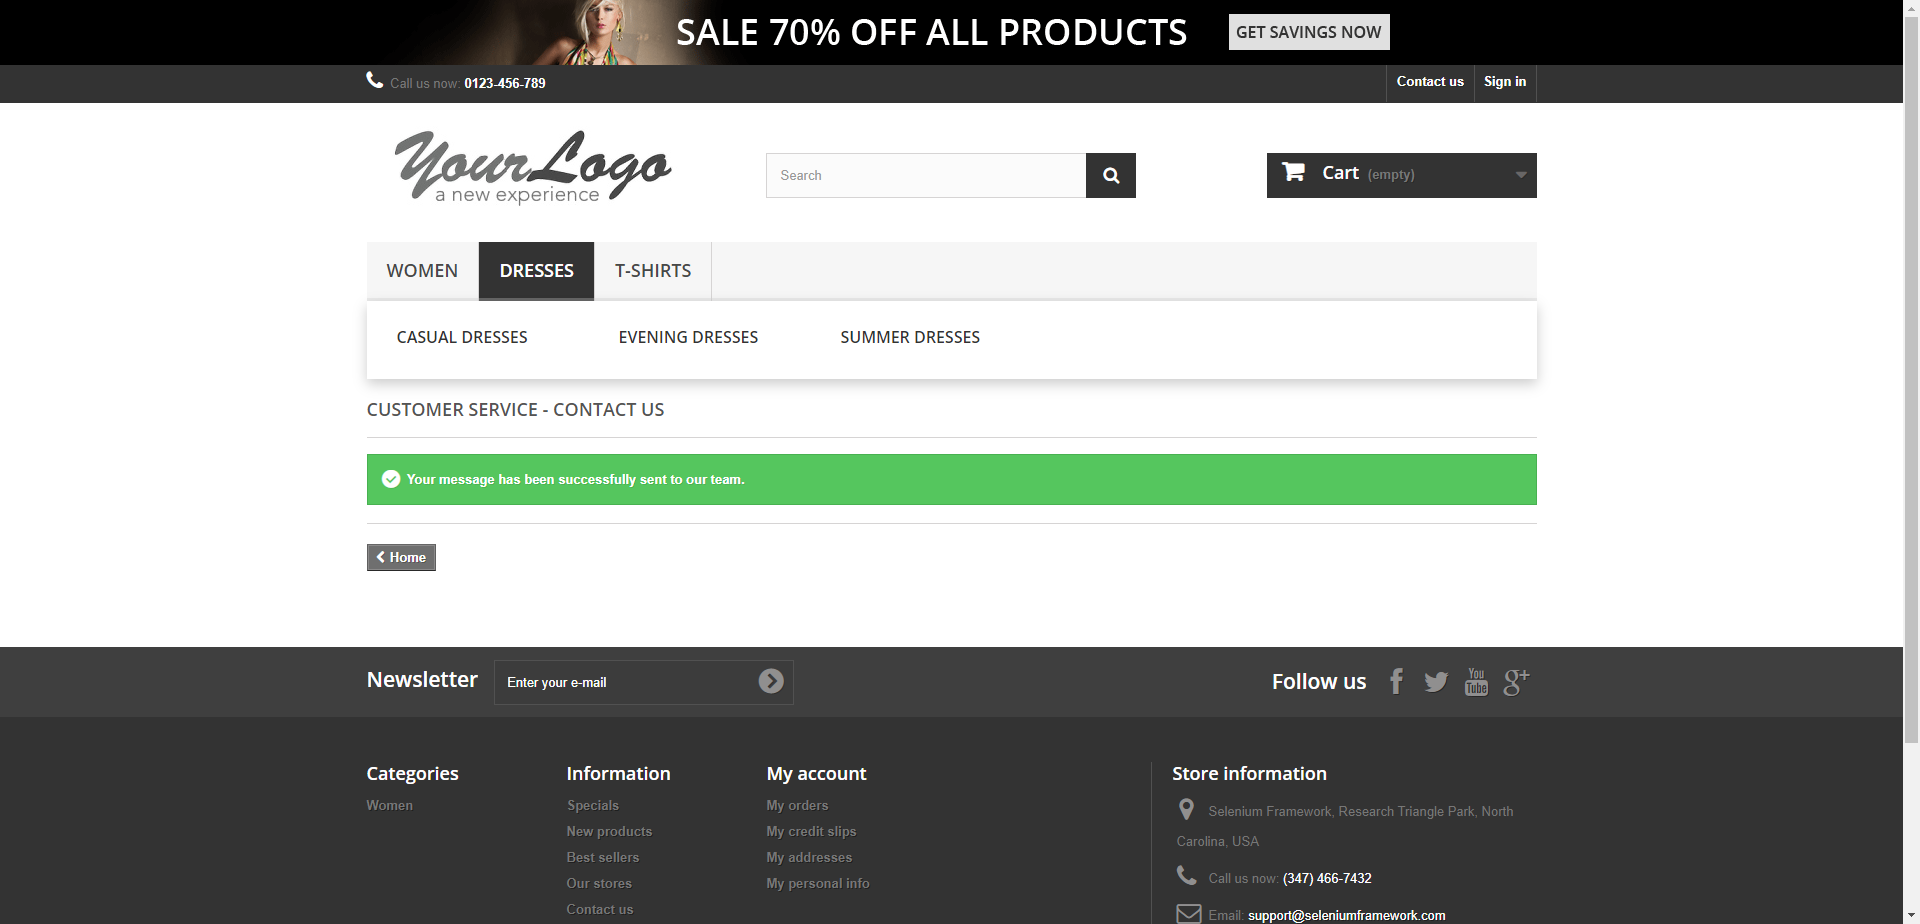 SALE 70% OFF ALL PRODUCTS
GET SAVINGS NOW
Call us now: 0123-456-789
Contact us
Sign in
YourLogo
a new experience
Search
Cart (empty)
WOMEN
DRESSES
T-SHIRTS
CASUAL DRESSES
EVENING DRESSES
SUMMER DRESSES
CUSTOMER SERVICE - CONTACT US
Your message has been successfully sent to our team.
Home
Newsletter
Enter your e-mail
Follow us
You
Tube
g+
Categories
Women
Information
Specials
New products
Best sellers
Our stores
Contact us
My account
My orders
My credit slips
My addresses
My personal info
Store information
Selenium Framework, Research Triangle Park, North
Carolina, USA
Call us now: (347) 466-7432
Email: support@seleniumframework.com